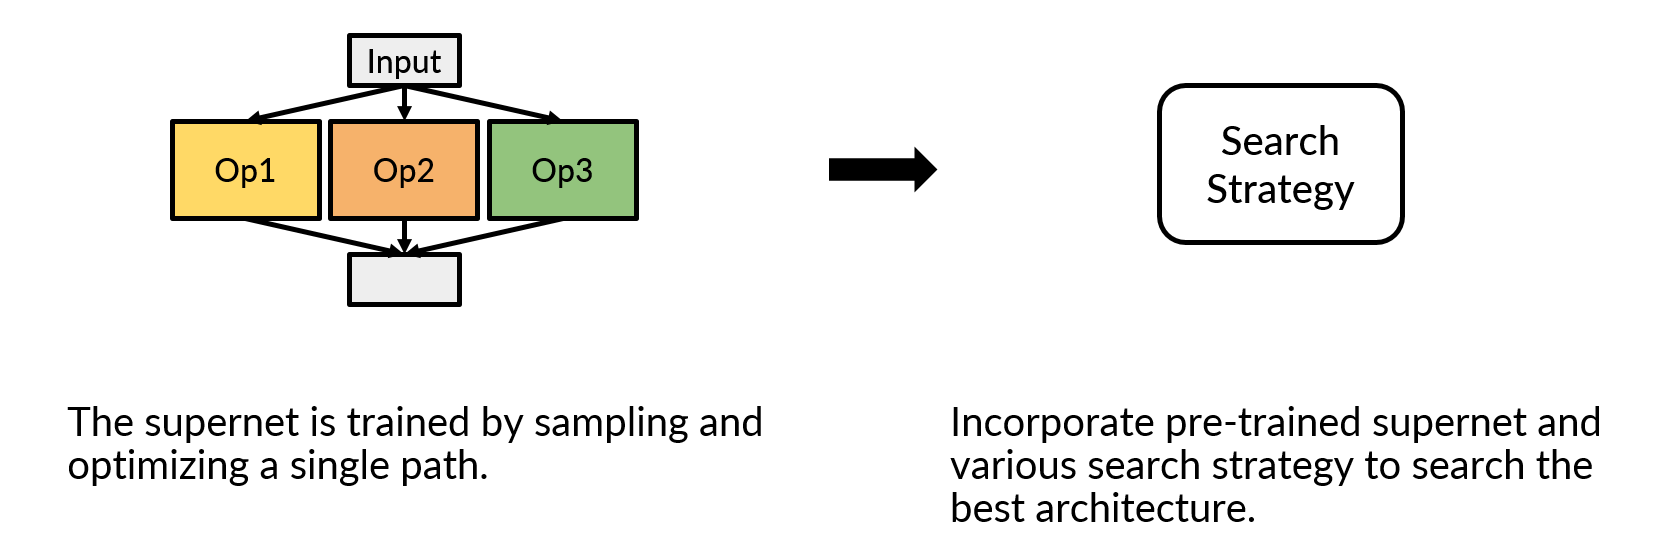 Input
Op1
Op2
Op3
Search
Strategy
The supernet is trained by sampling and
optimizing a single path.
Incorporate pre-trained supernet and
various search strategy to search the
best architecture.